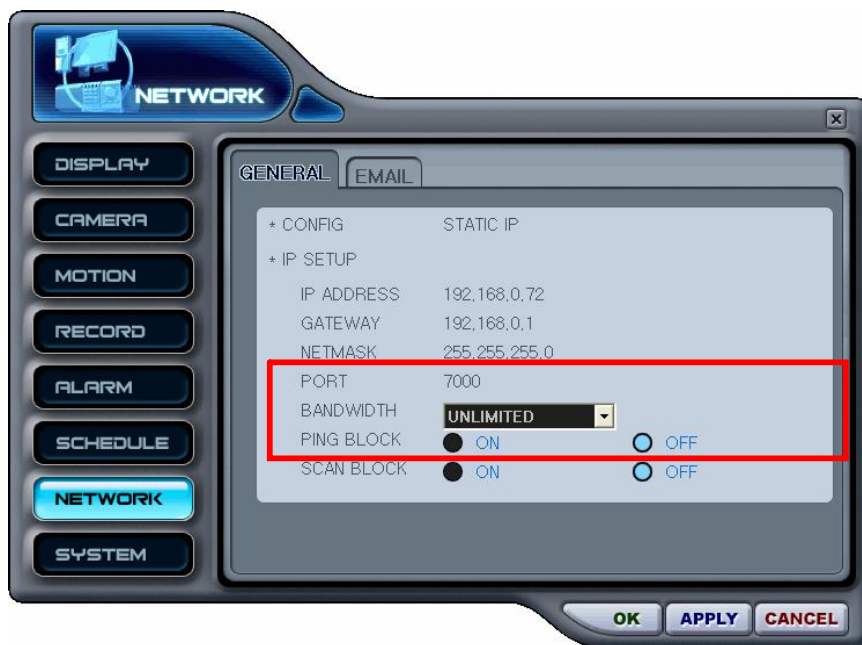 NETWORK
DISPLAY
CAMERA
MOTION
RECORD
ALARM
SCHEDULE
NETWORK
SYSTEM
GENERAL EMAIL
* CONFIG STATIC IP
* IP SETUP
IP ADDRESS 192,168,0,72
GATEWAY 192,168,0,1
NETMASK 255,255,255,0
PORT 7000
BANDWIDTH UNLIMITED
PING BLOCK ON OFF
SCAN BLOCK ON OFF
OK APPLY CANCEL